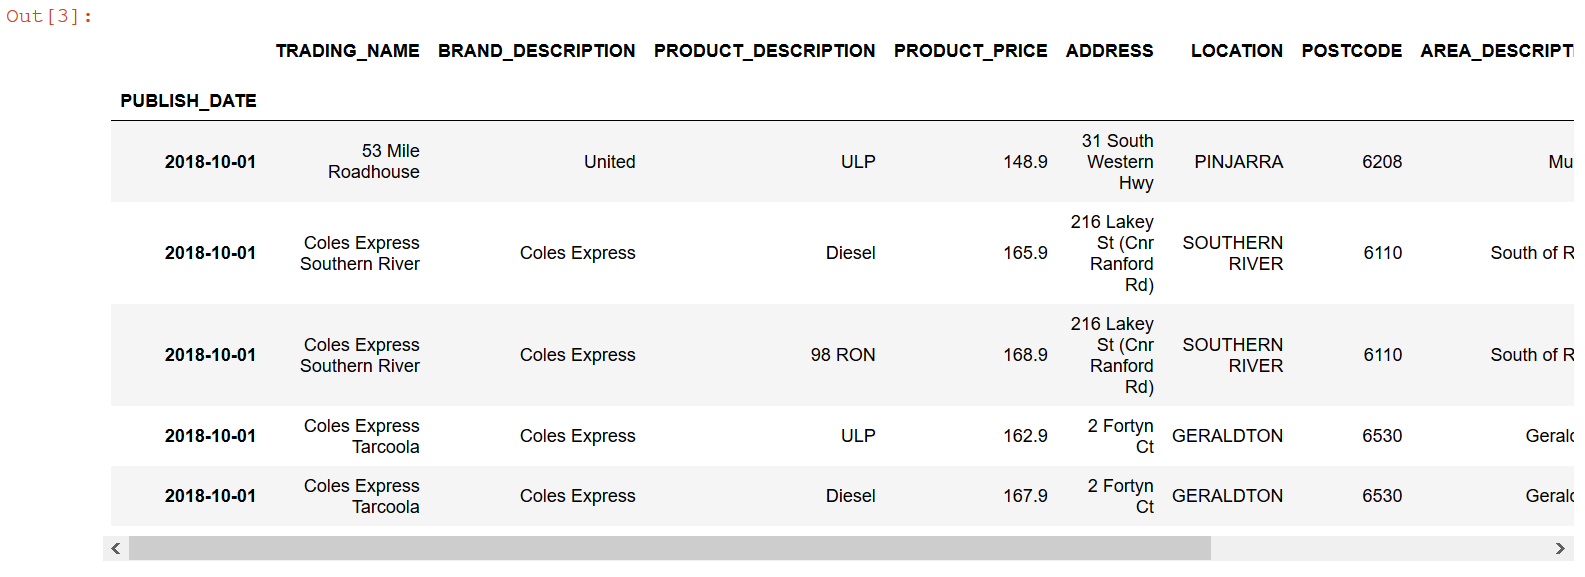 Out[3]:
TRADING_NAME BRAND_DESCRIPTION PRODUCT_DESCRIPTION PRODUCT_PRICE ADDRESS LOCATION POSTCODE AREA_DESCRIPT
PUBLISH_DATE
2018-10-01 53 Mile Roadhouse United ULP 148.9 31 South Western Hwy PINJARRA 6208 Mu
2018-10-01 Coles Express Southern River Coles Express Diesel 165.9 216 Lakey St (Cnr Ranford Rd) SOUTHERN RIVER 6110 South of R
2018-10-01 Coles Express Southern River Coles Express 98 RON 168.9 216 Lakey St (Cnr Ranford Rd) SOUTHERN RIVER 6110 South of R
2018-10-01 Coles Express Tarcoola Coles Express ULP 162.9 2 Fortyn Ct GERALDTON 6530 Gerald
2018-10-01 Coles Express Tarcoola Coles Express Diesel 167.9 2 Fortyn Ct GERALDTON 6530 Gerald